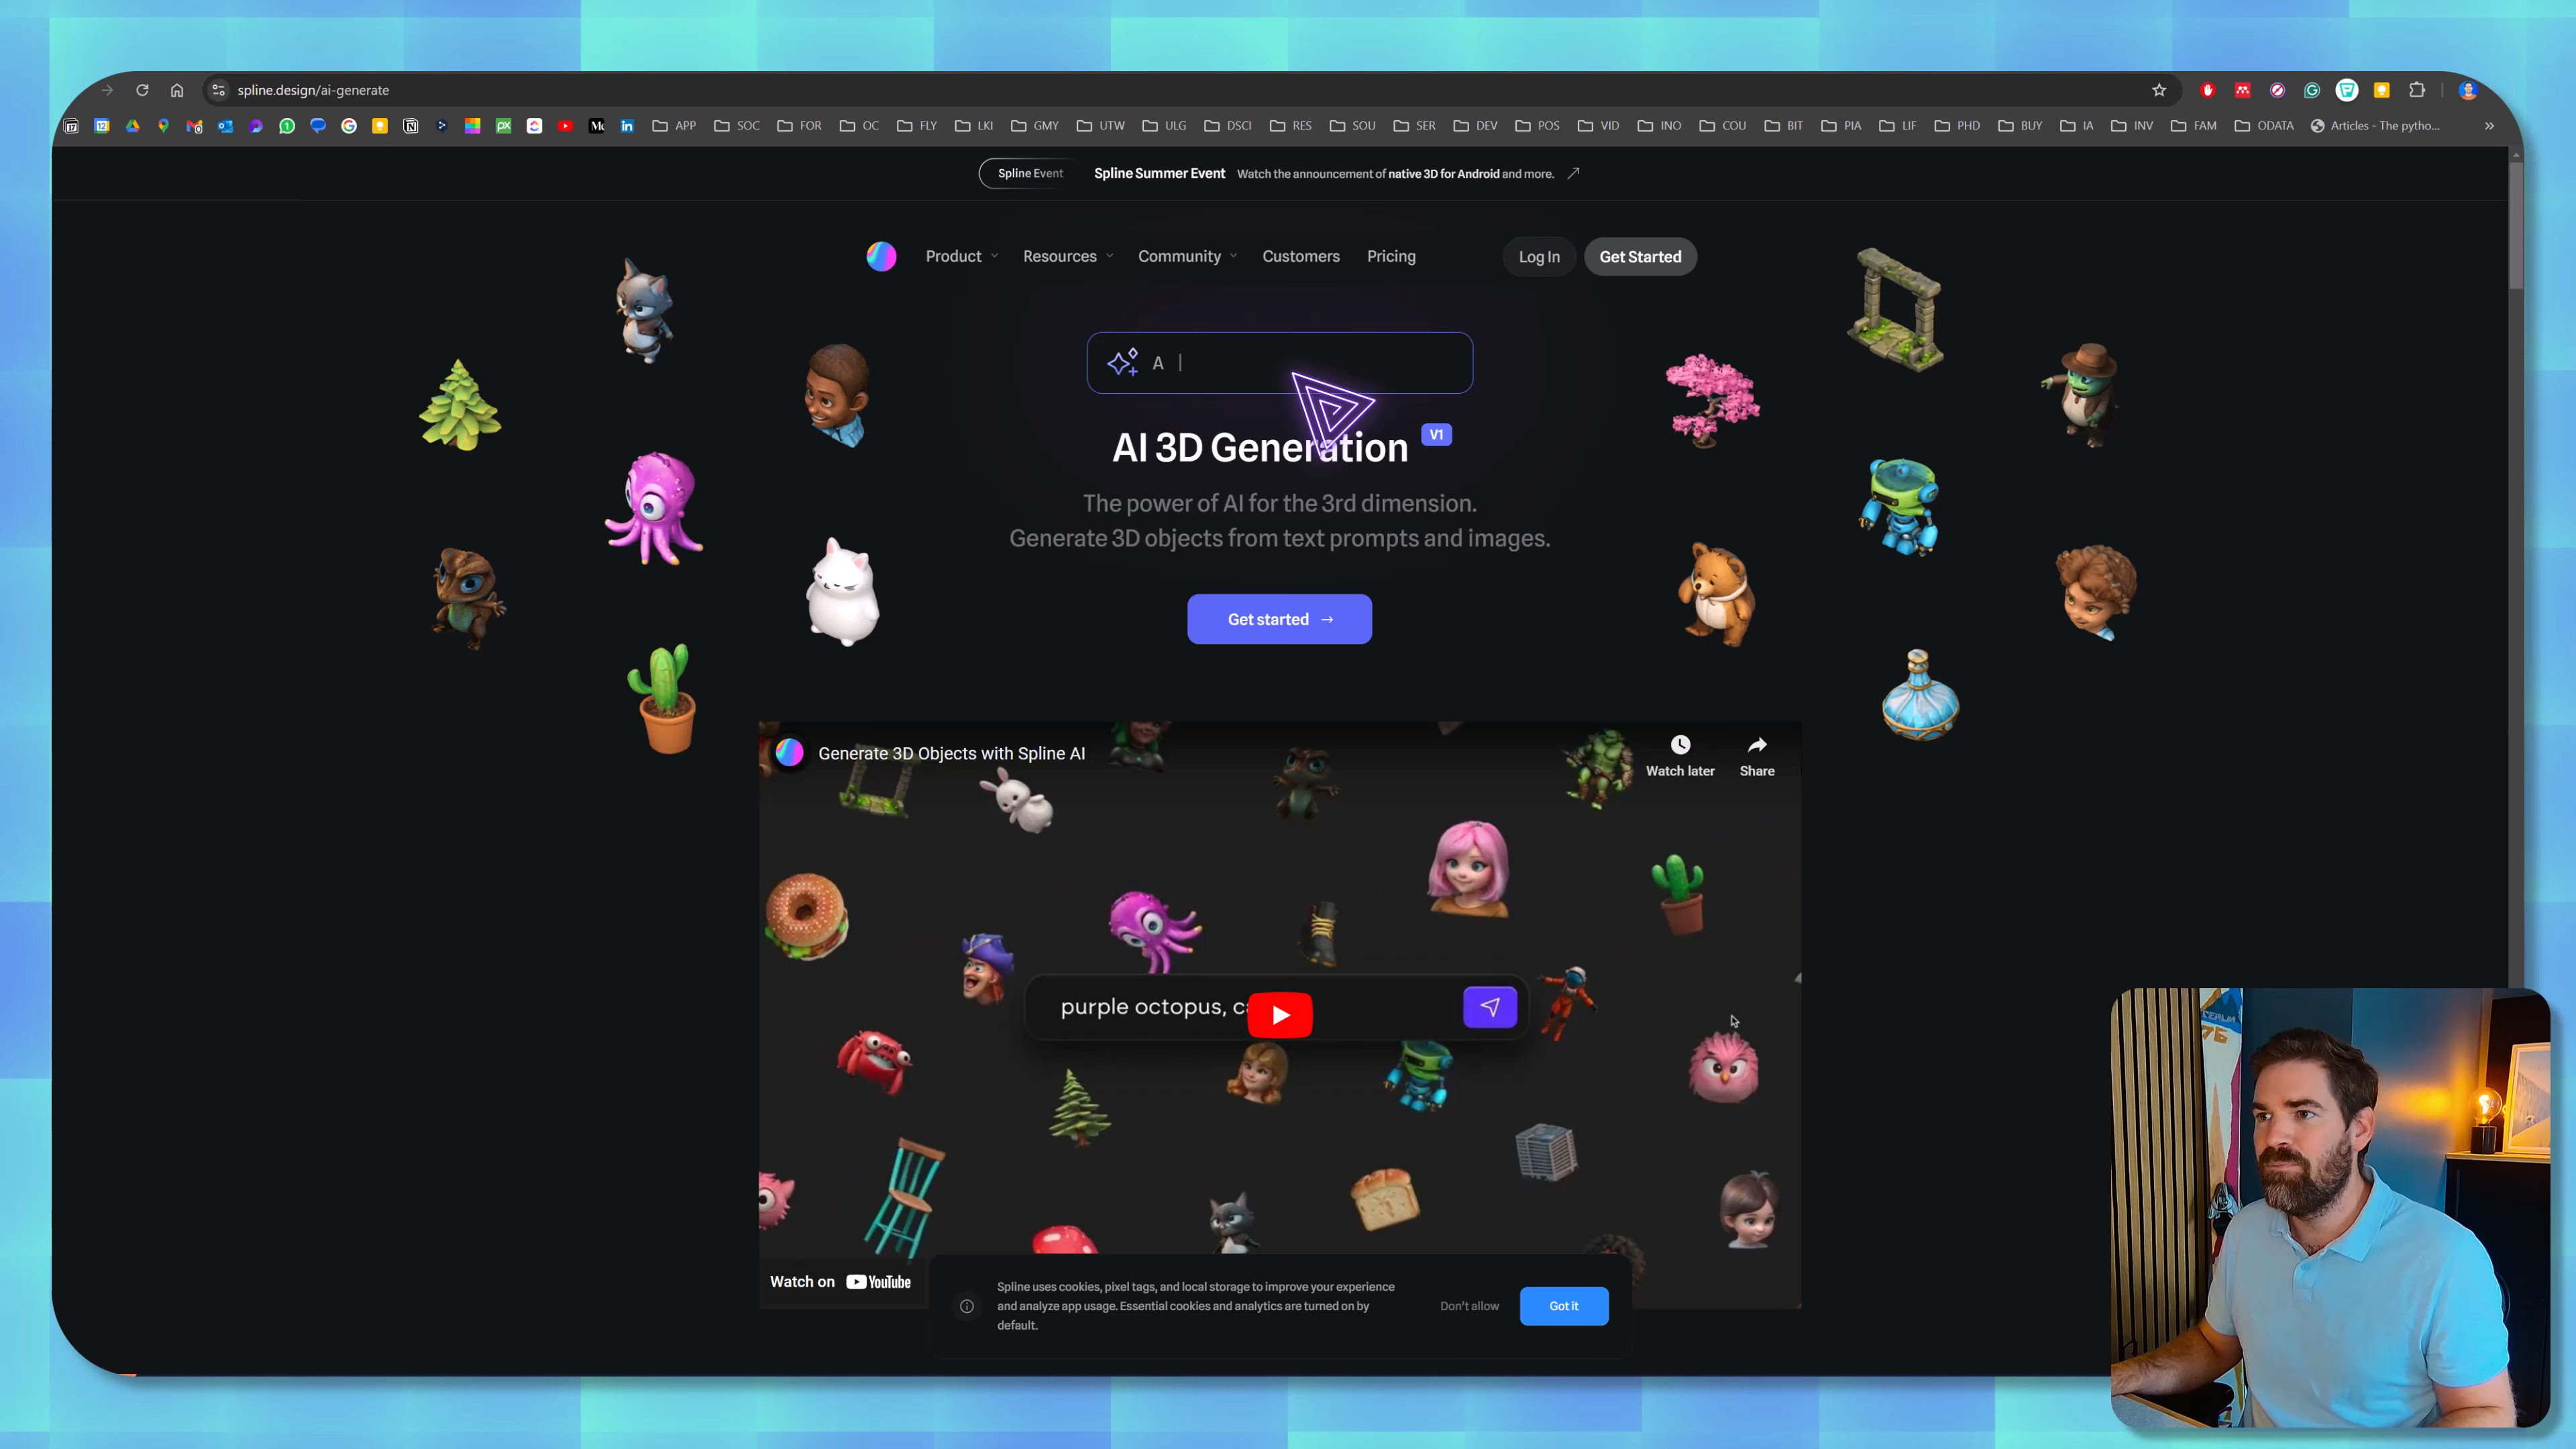 spline.design/ai-generate
APP SOC FOR OC FLY LKI GMY UTW ULG DSCI RES SOU SER DEV POS VID INO COU BIT PIA LIF PHD BUY IA INV FAM ODATA Articles - The pytho...
Spline Event Spline Summer Event Watch the announcement of native 3D for Android and more.
Product Resources Community Customers Pricing Log In Get Started
A
AI 3D Generation V1
The power of AI for the 3rd dimension.
Generate 3D objects from text prompts and images.
Get started →
Generate 3D Objects with Spline AI
Watch later Share
purple octopus,
Watch on YouTube
Spline uses cookies, pixel tags, and local storage to improve your experience
and analyze app usage. Essential cookies and analytics are turned on by
default.
Don't allow Got it